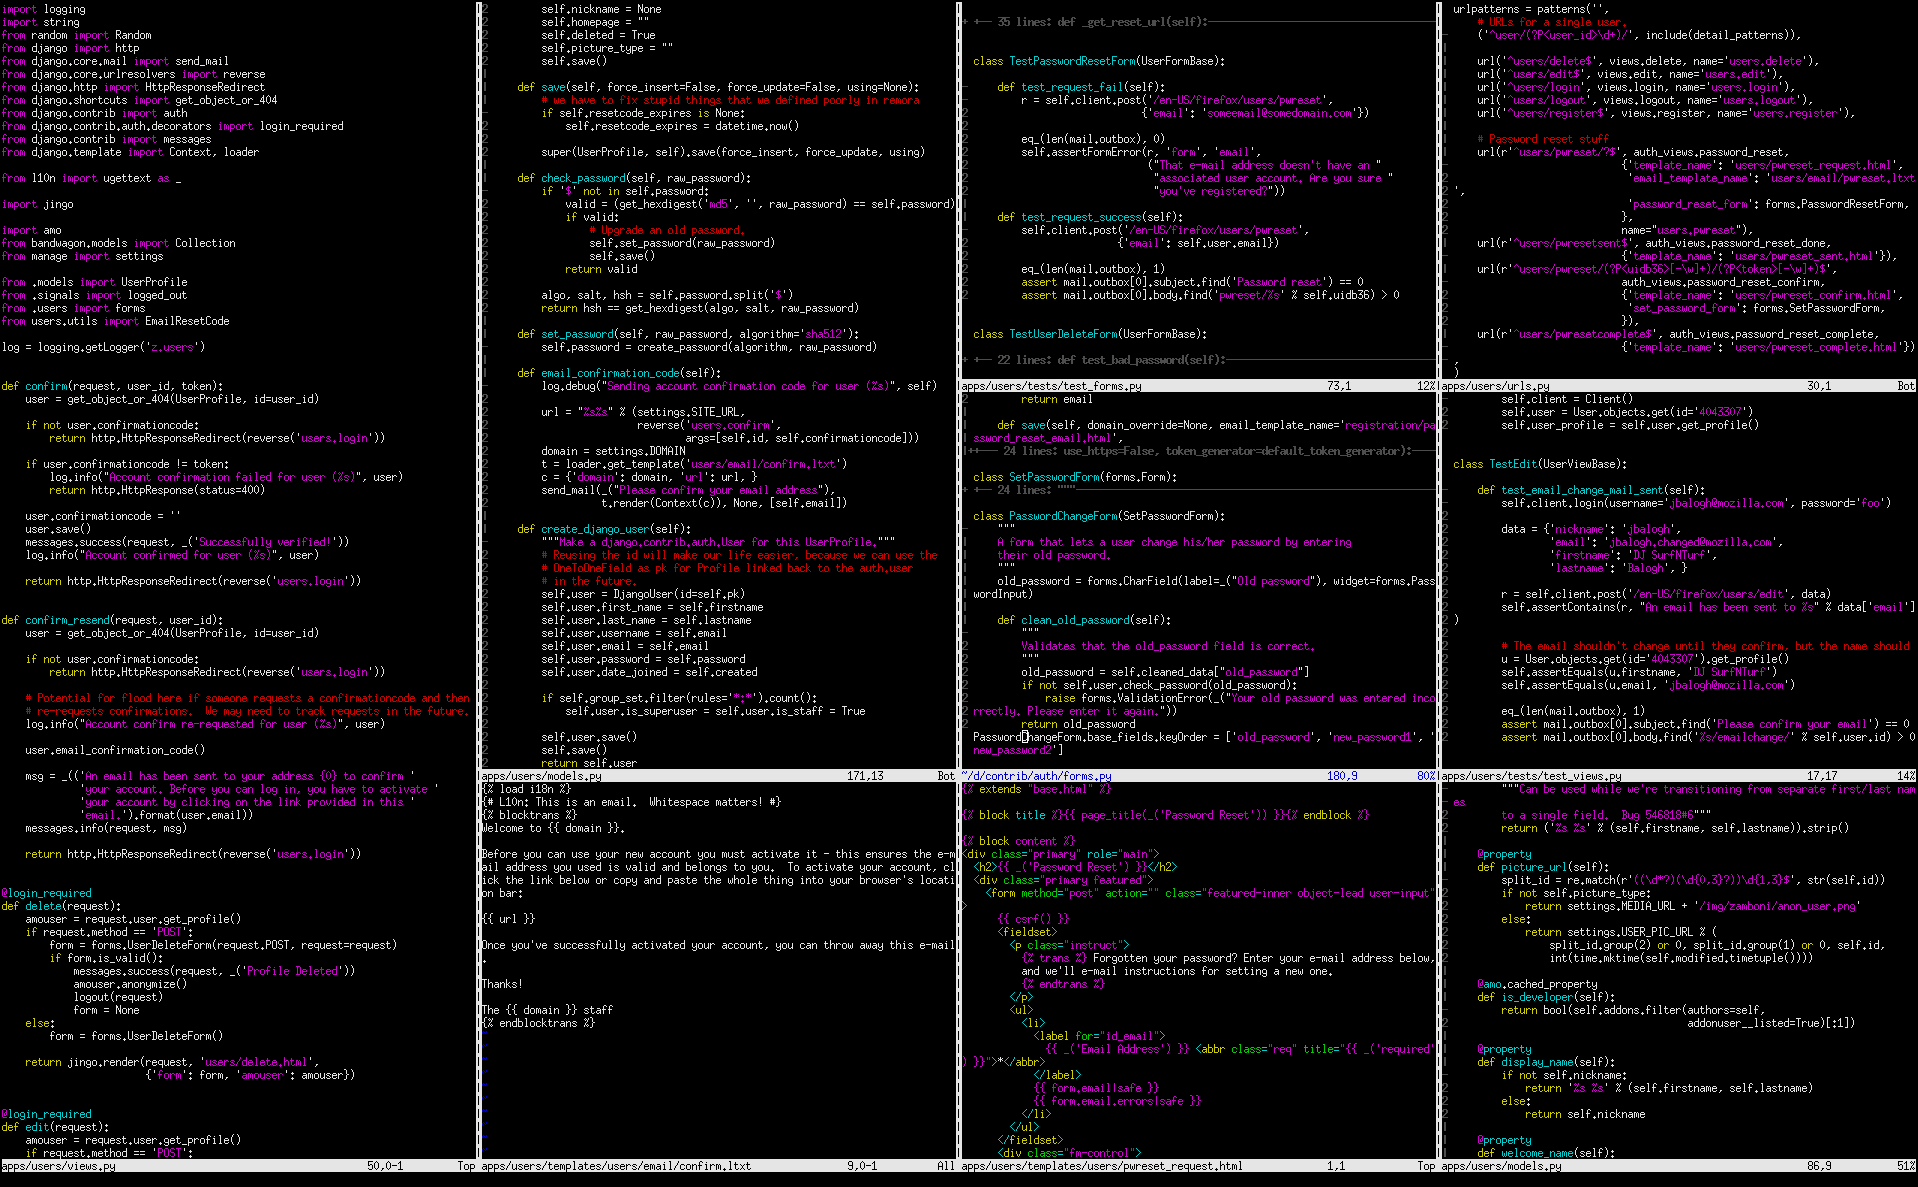 import logging
import string
from random import Random
from django import http
from django.core.mail import send_mail
from django.core.urlresolvers import reverse
from django.http import HttpResponseRedirect
from django.shortcuts import get_object_or_404
from django.contrib import auth
from django.contrib.auth.decorators import login_required
from django.contrib import messages
from django.template import Context, loader
from l10n import ugettext as _
import jingo
import amo
from bandwagon.models import Collection
from manage import settings
from .models import UserProfile
from .signals import logged_out
from .users import forms
from users.utils import EmailResetCode
log = logging.getLogger('z.users')
def confirm(request, user_id, token):
    user = get_object_or_404(UserProfile, id=user_id)
    if not user.confirmationcode:
        return http.HttpResponseRedirect(reverse('users.login'))
    if user.confirmationcode != token:
        log.info("Account confirmation failed for user (%s)", user)
        return http.HttpResponse(status=400)
    user.confirmationcode = ''
    user.save()
    messages.success(request, _('Successfully verified!'))
    log.info("Account confirmed for user (%s)", user)
    return http.HttpResponseRedirect(reverse('users.login'))
def confirm_resend(request, user_id):
    user = get_object_or_404(UserProfile, id=user_id)
    if not user.confirmationcode:
        return http.HttpResponseRedirect(reverse('users.login'))
    # Potential for flood here if someone requests a confirmationcode and then
    # re-requests confirmations.  We may need to track requests in the future.
    log.info("Account confirm re-requested for user (%s)", user)
    user.email_confirmation_code()
    msg = _(('An email has been sent to your address {0} to confirm '
             'your account. Before you can log in, you have to activate '
             'your account by clicking on the link provided in this '
             'email.').format(user.email))
    messages.info(request, msg)
    return http.HttpResponseRedirect(reverse('users.login'))
@login_required
def delete(request):
    amouser = request.user.get_profile()
    if request.method == 'POST':
        form = forms.UserDeleteForm(request.POST, request=request)
        if form.is_valid():
            messages.success(request, _('Profile Deleted'))
            amouser.anonymize()
            logout(request)
            form = None
    else:
        form = forms.UserDeleteForm()
    return jingo.render(request, 'users/delete.html',
                        {'form': form, 'amouser': amouser})
@login_required
def edit(request):
    amouser = request.user.get_profile()
    if request.method == 'POST':
apps/users/views.py 50,0-1 Top
        self.nickname = None
        self.homepage = ""
        self.deleted = True
        self.picture_type = ""
        self.save()
    def save(self, force_insert=False, force_update=False, using=None):
        # we have to fix stupid things that we defined poorly in remora
        if self.resetcode_expires is None:
            self.resetcode_expires = datetime.now()
        super(UserProfile, self).save(force_insert, force_update, using)
    def check_password(self, raw_password):
        if '$' not in self.password:
            valid = (get_hexdigest('md5', '', raw_password) == self.password)
            if valid:
                # Upgrade an old password.
                self.set_password(raw_password)
                self.save()
            return valid
        algo, salt, hsh = self.password.split('$')
        return hsh == get_hexdigest(algo, salt, raw_password)
    def set_password(self, raw_password, algorithm='sha512'):
        self.password = create_password(algorithm, raw_password)
    def email_confirmation_code(self):
        log.debug("Sending account confirmation code for user (%s)", self)
        url = "%s%s" % (settings.SITE_URL,
                        reverse('users.confirm',
                                args=[self.id, self.confirmationcode]))
        domain = settings.DOMAIN
        t = loader.get_template('users/email/confirm.ltxt')
        c = {'domain': domain, 'url': url, }
        send_mail(_("Please confirm your email address"),
                  t.render(Context(c)), None, [self.email])
    def create_django_user(self):
        """Make a django.contrib.auth.User for this UserProfile."""
        # Reusing the id will make our life easier, because we can use the
        # OneToOneField as pk for Profile linked back to the auth.user
        # in the future.
        self.user = DjangoUser(id=self.pk)
        self.user.first_name = self.firstname
        self.user.last_name = self.lastname
        self.user.username = self.email
        self.user.email = self.email
        self.user.password = self.password
        self.user.date_joined = self.created
        if self.group_set.filter(rules='*:*').count():
            self.user.is_superuser = self.user.is_staff = True
        self.user.save()
        self.save()
        return self.user
apps/users/models.py 171,13 Bot
{% load i18n %}
{# L10n: This is an email.  Whitespace matters! #}
{% blocktrans %}
Welcome to {{ domain }}.
Before you can use your new account you must activate it - this ensures the e-m
ail address you used is valid and belongs to you.  To activate your account, cl
ick the link below or copy and paste the whole thing into your browser's locati
on bar:
{{ url }}
Once you've successfully activated your account, you can throw away this e-mail
.
Thanks!
The {{ domain }} staff
{% endblocktrans %}
apps/users/templates/users/email/confirm.ltxt 9,0-1 All
+ +-- 35 lines: def _get_reset_url(self):
class TestPasswordResetForm(UserFormBase):
    def test_request_fail(self):
        r = self.client.post('/en-US/firefox/users/pwreset',
                            {'email': 'someemail@somedomain.com'})
        eq_(len(mail.outbox), 0)
        self.assertFormError(r, 'form', 'email',
                             ("That e-mail address doesn't have an "
                              "associated user account. Are you sure "
                              "you've registered?"))
    def test_request_success(self):
        self.client.post('/en-US/firefox/users/pwreset',
                        {'email': self.user.email})
        eq_(len(mail.outbox), 1)
        assert mail.outbox[0].subject.find('Password reset') == 0
        assert mail.outbox[0].body.find('pwreset/%s' % self.uidb36) > 0
class TestUserDeleteForm(UserFormBase):
+ +-- 22 lines: def test_bad_password(self):
apps/users/tests/test_forms.py 73,1 12%
        return email
    def save(self, domain_override=None, email_template_name='registration/pa
ssword_reset_email.html',
+-- 24 lines: use_https=False, token_generator=default_token_generator):
class SetPasswordForm(forms.Form):
+-- 24 lines: """
class PasswordChangeForm(SetPasswordForm):
    """
    A form that lets a user change his/her password by entering
    their old password.
    """
    old_password = forms.CharField(label=_("Old password"), widget=forms.Pass
wordInput)
    def clean_old_password(self):
        """
        Validates that the old_password field is correct.
        """
        old_password = self.cleaned_data["old_password"]
        if not self.user.check_password(old_password):
            raise forms.ValidationError(_("Your old password was entered inco
rrectly. Please enter it again."))
        return old_password
PasswordChangeForm.base_fields.keyOrder = ['old_password', 'new_password1', '
new_password2']
~/d/contrib/auth/forms.py 180,9 80%
{% extends "base.html" %}
{% block title %}{{ page_title(_('Password Reset')) }}{% endblock %}
{% block content %}
<div class="primary" role="main">
  <h2>{{ _('Password Reset') }}</h2>
  <div class="primary featured">
    <form method="post" action="" class="featured-inner object-lead user-input"
>
      {{ csrf() }}
      <fieldset>
        <p class="instruct">
          {% trans %} Forgotten your password? Enter your e-mail address below,
          and we'll e-mail instructions for setting a new one.
          {% endtrans %}
        </p>
        <ul>
          <li>
            <label for="id_email">
              {{ _('Email Address') }} <abbr class="req" title="{{ _('required'
) }}">*</abbr>
            </label>
            {{ form.email|safe }}
            {{ form.email.errors|safe }}
          </li>
        </ul>
      </fieldset>
      <div class="fm-control">
apps/users/templates/users/pwreset_request.html 1,1 Top
urlpatterns = patterns('',
    # URLs for a single user.
    ('^user/(?P<user_id>\d+)/', include(detail_patterns)),
    url('^users/delete$', views.delete, name='users.delete'),
    url('^users/edit$', views.edit, name='users.edit'),
    url('^users/login', views.login, name='users.login'),
    url('^users/logout', views.logout, name='users.logout'),
    url('^users/register$', views.register, name='users.register'),
    # Password reset stuff
    url(r'^users/pwreset/?$', auth_views.password_reset,
                            {'template_name': 'users/pwreset_request.html',
                             'email_template_name': 'users/email/pwreset.ltxt
',
                             'password_reset_form': forms.PasswordResetForm,
                            },
                            name="users.pwreset"),
    url(r'^users/pwresetsent$', auth_views.password_reset_done,
                            {'template_name': 'users/pwreset_sent.html'}),
    url(r'^users/pwreset/(?P<uidb36>[-\w]+)/(?P<token>[-\w]+)$',
                            auth_views.password_reset_confirm,
                            {'template_name': 'users/pwreset_confirm.html',
                             'set_password_form': forms.SetPasswordForm,
                            }),
    url(r'^users/pwresetcomplete$', auth_views.password_reset_complete,
                            {'template_name': 'users/pwreset_complete.html'})
,
)
apps/users/urls.py 30,1 Bot
        self.client = Client()
        self.user = User.objects.get(id='4043307')
        self.user_profile = self.user.get_profile()
class TestEdit(UserViewBase):
    def test_email_change_mail_sent(self):
        self.client.login(username='jbalogh@mozilla.com', password='foo')
        data = {'nickname': 'jbalogh',
                'email': 'jbalogh.changed@mozilla.com',
                'firstname': 'DJ SurfNTurf',
                'lastname': 'Balogh', }
        r = self.client.post('/en-US/firefox/users/edit', data)
        self.assertContains(r, "An email has been sent to %s" % data['email']
)
        # The email shouldn't change until they confirm, but the name should
        u = User.objects.get(id='4043307').get_profile()
        self.assertEquals(u.firstname, 'DJ SurfNTurf')
        self.assertEquals(u.email, 'jbalogh@mozilla.com')
        eq_(len(mail.outbox), 1)
        assert mail.outbox[0].subject.find('Please confirm your email') == 0
        assert mail.outbox[0].body.find('%s/emailchange/' % self.user.id) > 0
apps/users/tests/test_views.py 17,17 14%
        """Can be used while we're transitioning from separate first/last nam
es
        to a single field.  Bug 546818#6"""
        return ('%s %s' % (self.firstname, self.lastname)).strip()
    @property
    def picture_url(self):
        split_id = re.match(r'((\d*?)(\d{0,3}?))\d{1,3}$', str(self.id))
        if not self.picture_type:
            return settings.MEDIA_URL + '/img/zamboni/anon_user.png'
        else:
            return settings.USER_PIC_URL % (
                split_id.group(2) or 0, split_id.group(1) or 0, self.id,
                int(time.mktime(self.modified.timetuple())))
    @amo.cached_property
    def is_developer(self):
        return bool(self.addons.filter(authors=self,
                                       addonuser__listed=True)[:1])
    @property
    def display_name(self):
        if not self.nickname:
            return '%s %s' % (self.firstname, self.lastname)
        else:
            return self.nickname
    @property
    def welcome_name(self):
apps/users/models.py 86,9 51%